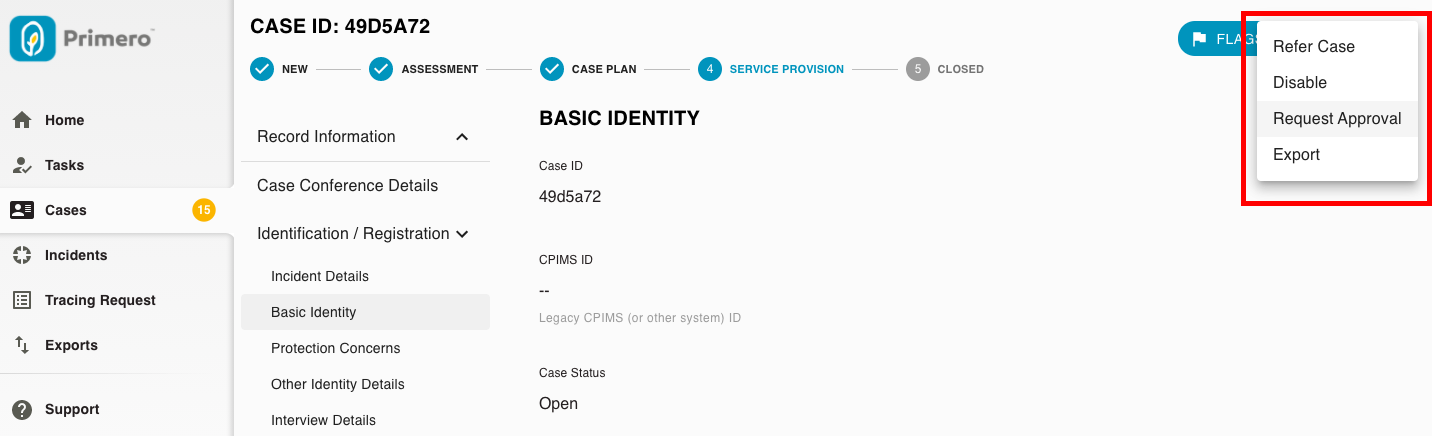 Primero™
Home
Tasks
Cases 15
Incidents
Tracing Request
Exports
Support
CASE ID: 49D5A72
NEW ASSESSMENT CASE PLAN 4 SERVICE PROVISION 5 CLOSED
Record Information
Case Conference Details
Identification / Registration
Incident Details
Basic Identity
Protection Concerns
Other Identity Details
Interview Details
BASIC IDENTITY
Case ID
49d5a72
CPIMS ID
--
Legacy CPIMS (or other system) ID
Case Status
Open
FLAGS
Refer Case
Disable
Request Approval
Export